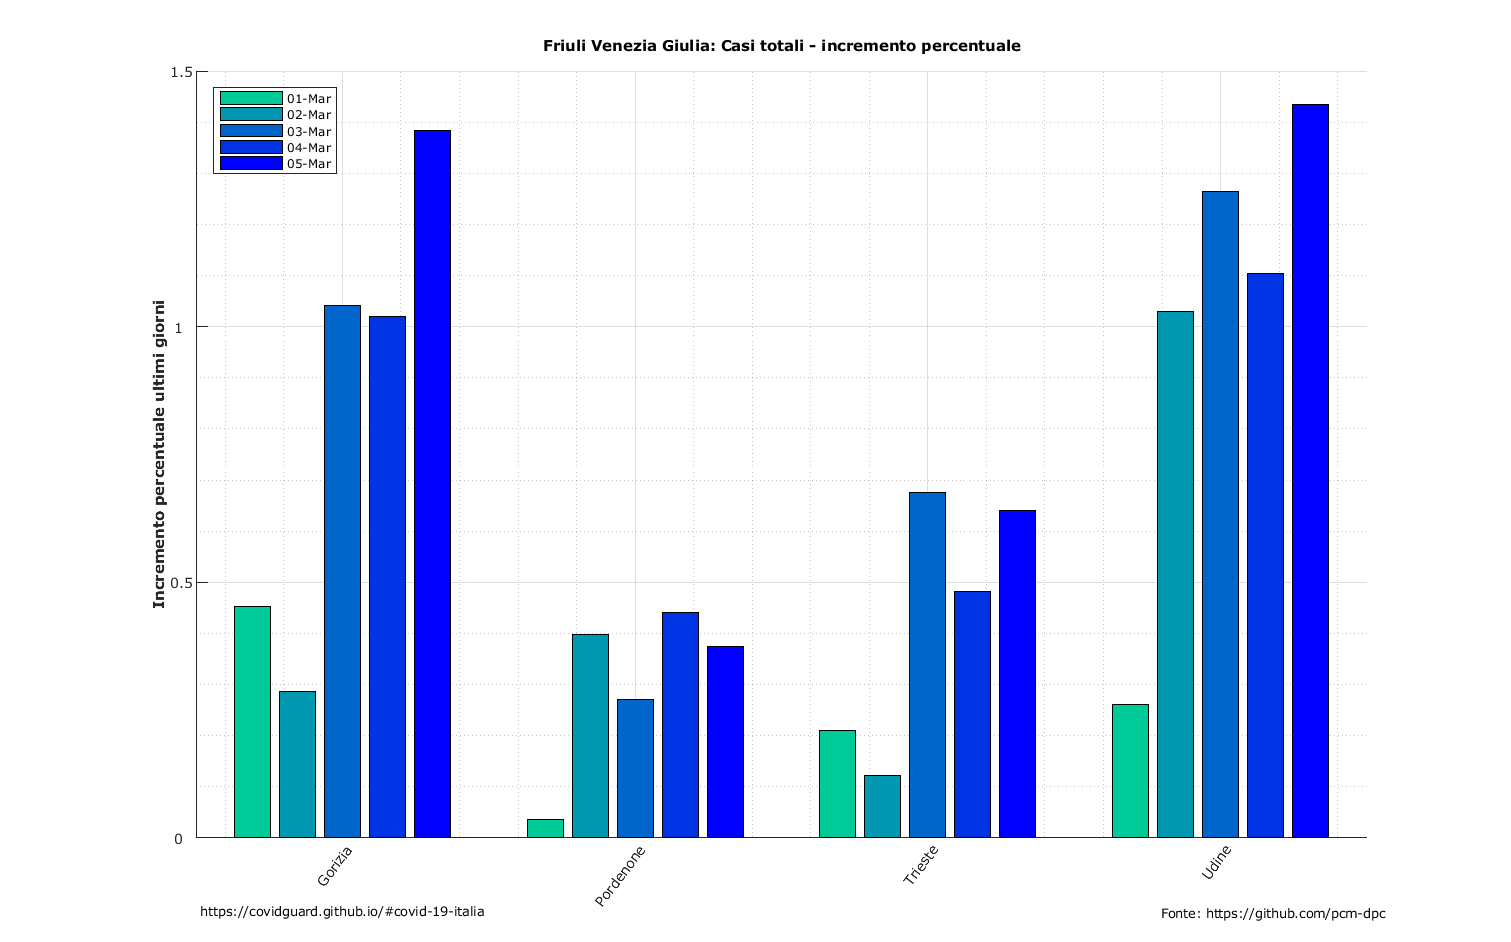 Friuli Venezia Giulia: Casi totali - incremento percentuale
1.5
01-Mar
02-Mar
03-Mar
04-Mar
05-Mar
1
0.5
0
Incremento percentuale ultimi giorni
Gorizia
Pordenone
Trieste
Udine
https://covidguard.github.io/#covid-19-italia
Fonte: https://github.com/pcm-dpc